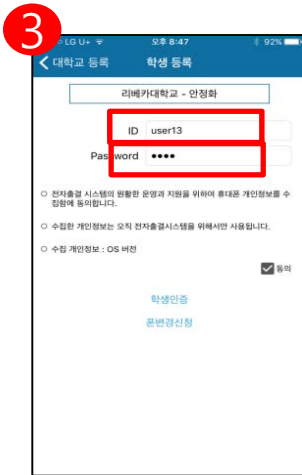 3
LG U+ 오후 8:47 92%
대학교 등록 학생 등록
리베카대학교 - 안정화
ID user13
Password ●●●●
○ 전자출결 시스템의 원활한 운영과 지원을 위하여 휴대폰 개인정보를 수
집함에 동의합니다.
○ 수집한 개인정보는 오직 전자출결시스템을 위해서만 사용됩니다.
○ 수집 개인정보 : OS 버전
동의
학생인증
폰변경신청